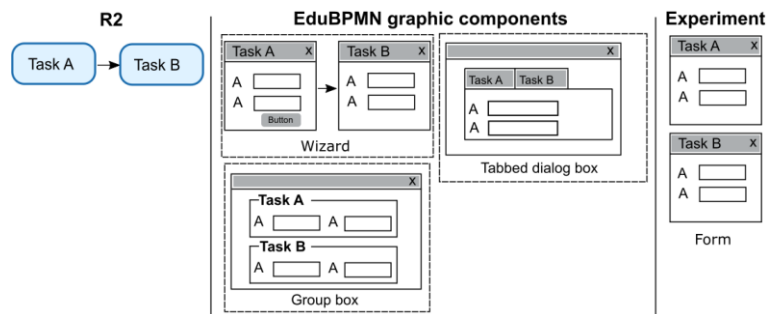 R2
EduBPMN graphic components
Experiment
Task A
Task B
Task A X
A
A
Button
Task B X
A
A
Wizard
X
Task A Task B
A
A
Tabbed dialog box
X
Task A
A A
Task B
A A
Group box
Task A X
A
A
Task B X
A
A
Form